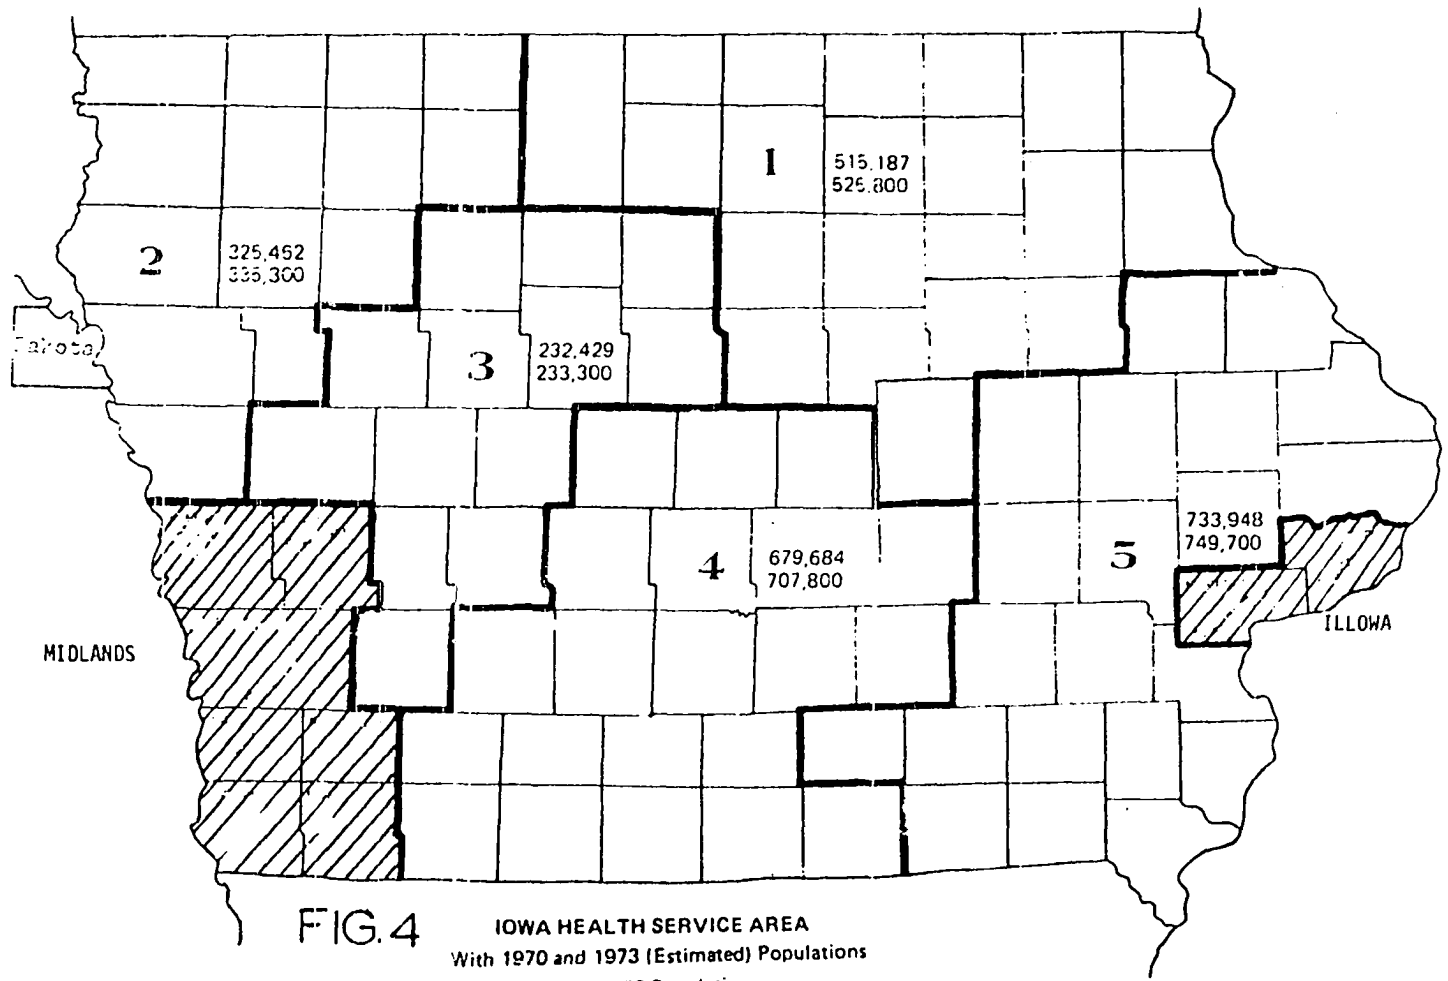 1
515,187
525,800
2
325,462
335,300
Dakota
3
232,429
233,300
4
679,684
707,800
5
733,948
749,700
MIDLANDS
ILLOWA
FIG. 4
IOWA HEALTH SERVICE AREA
With 1970 and 1973 (Estimated) Populations